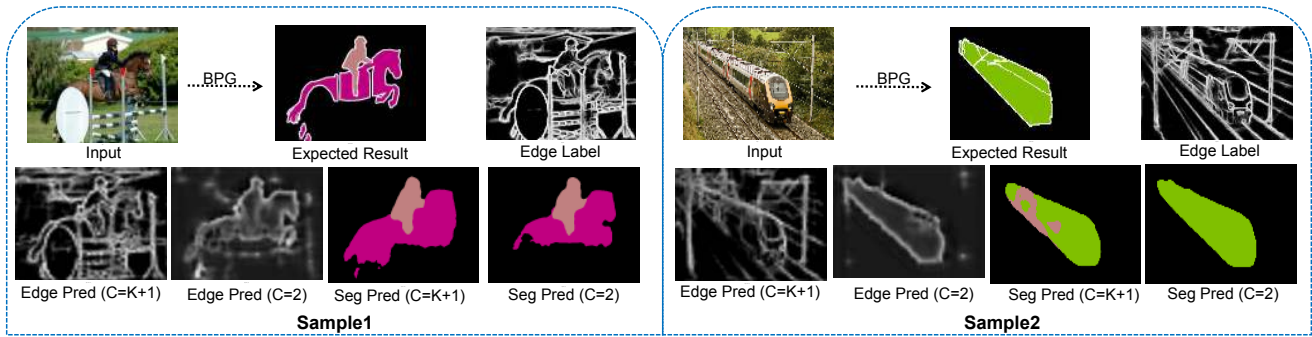 BPG
Input
Expected Result
Edge Label
Edge Pred (C=K+1)
Edge Pred (C=2)
Seg Pred (C=K+1)
Seg Pred (C=2)
Sample1
BPG
Input
Expected Result
Edge Label
Edge Pred (C=K+1)
Edge Pred (C=2)
Seg Pred (C=K+1)
Seg Pred (C=2)
Sample2